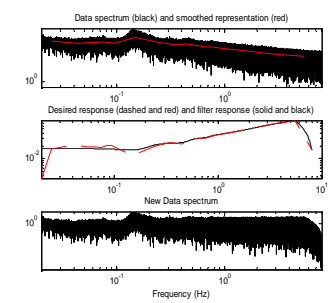 Data spectrum (black) and smoothed representation (red)
10^0
10^-1 10^0
Desired response (dashed and red) and filter response (solid and black)
10^-2
10^-1 10^0 10^1
New Data spectrum
10^0
10^-1 10^0
Frequency (Hz)